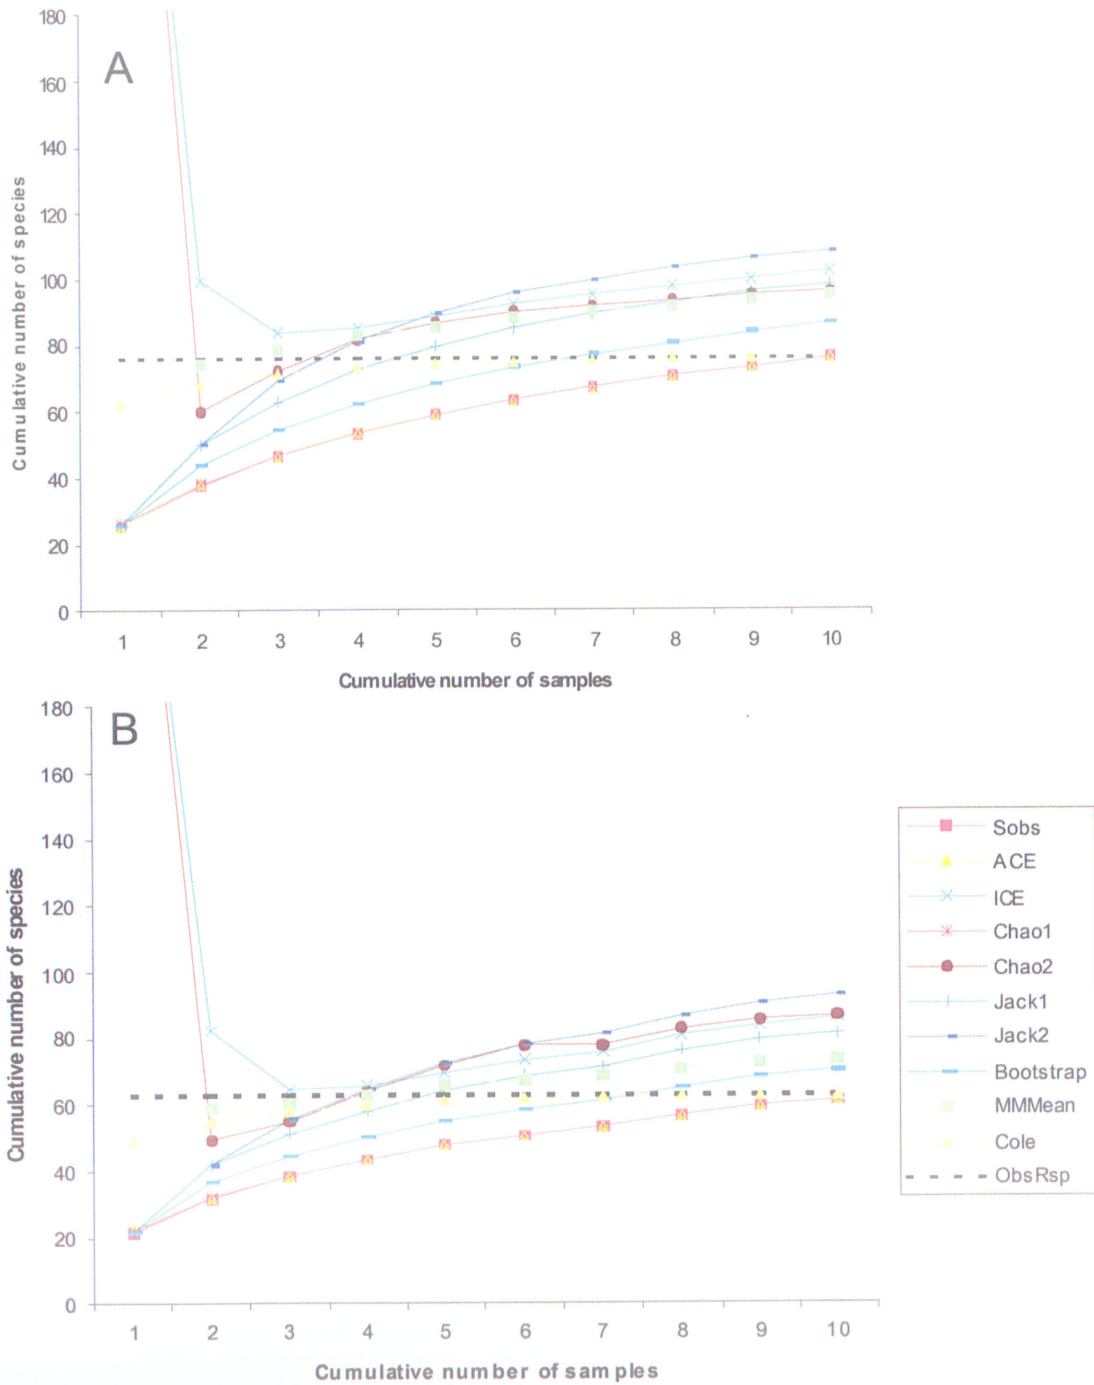 A
180
160
140
120
100
80
60
40
20
0
Cumulative number of species
1 2 3 4 5 6 7 8 9 10
Cumulative number of samples
B
180
160
140
120
100
80
60
40
20
0
Cumulative number of species
1 2 3 4 5 6 7 8 9 10
Cumulative number of samples
Sobs
ACE
ICE
Chao1
Chao2
Jack1
Jack2
Bootstrap
MMMean
Cole
ObsRsp